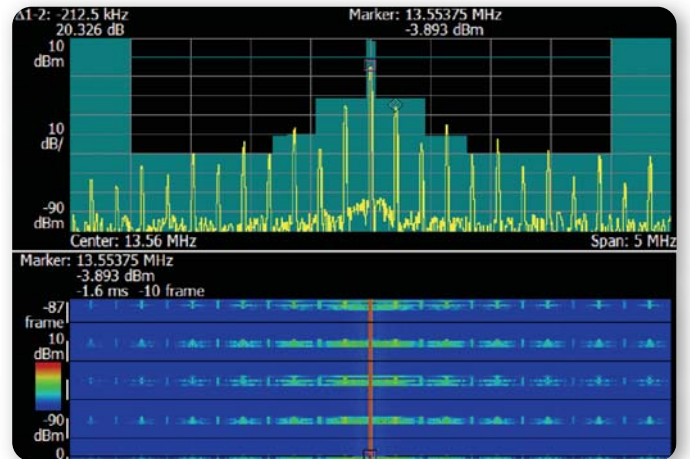 Δ1-2: -212.5 kHz
20.326 dB
Marker: 13.55375 MHz
-3.893 dBm
10
dBm
10
dB/
-90
dBm
Center: 13.56 MHz
Span: 5 MHz
Marker: 13.55375 MHz
-3.893 dBm
-1.6 ms -10 frame
-87
frame
10
dBm
-90
dBm
0